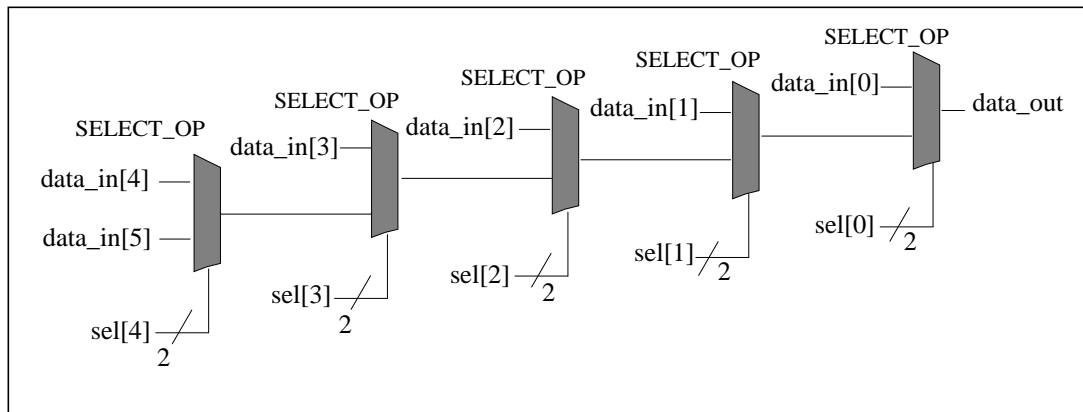 SELECT_OP
data_in[0]
data_out
sel[0]
2
SELECT_OP
data_in[1]
sel[1]
2
SELECT_OP
data_in[2]
sel[2]
2
SELECT_OP
data_in[3]
sel[3]
2
SELECT_OP
data_in[4]
data_in[5]
sel[4]
2